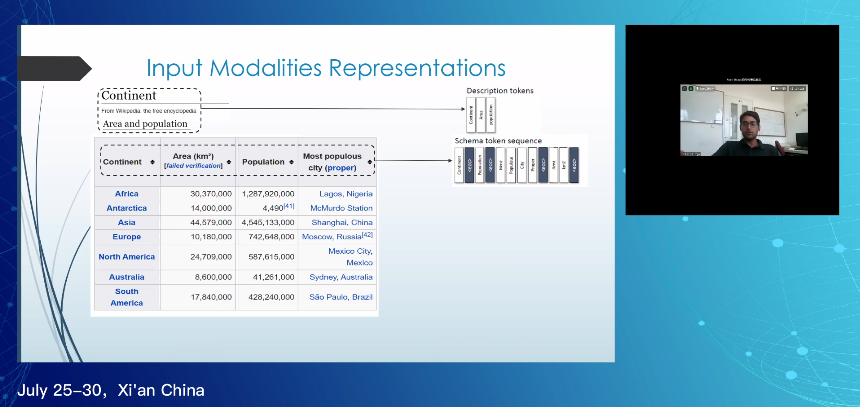 Input Modalities Representations
Continent
From Wikipedia, the free encyclopedia
Area and population
Description tokens
Continent
Area
population
Schema token sequence
Continent Area (km²) [failed verification] Population Most populous city (proper)
Africa 30,370,000 1,287,920,000 Lagos, Nigeria
Antarctica 14,000,000 4,490[41] McMurdo Station
Asia 44,579,000 4,545,133,000 Shanghai, China
Europe 10,180,000 742,648,000 Moscow, Russia[42]
North America 24,709,000 587,615,000 Mexico City, Mexico
Australia 8,600,000 41,261,000 Sydney, Australia
South America 17,840,000 428,240,000 São Paulo, Brazil
July 25–30, Xi'an China